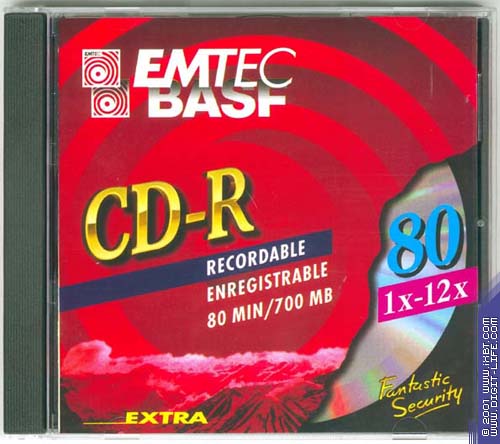 EMTEC
EMTEC
BASF
CD-R
RECORDABLE
ENREGISTRABLE
80 MIN/700 MB
80
1x-12x
Fantastic
Security
EXTRA
© 2001 www.iXBT.com
www.DIGIT-LIFE.com